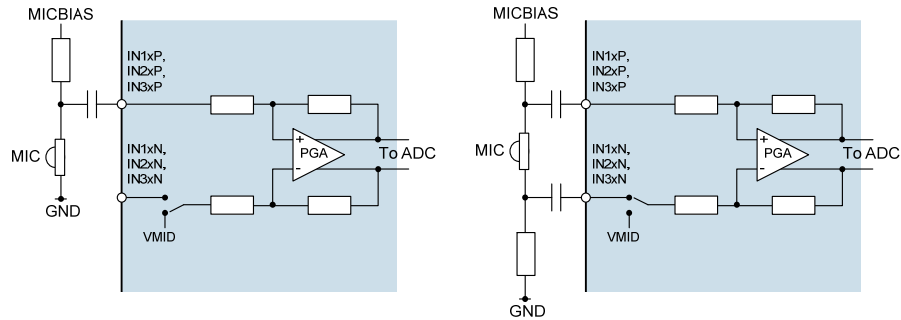 MICBIAS
IN1xP,
IN2xP,
IN3xP
MIC
IN1xN,
IN2xN,
IN3xN
GND
VMID
+
PGA
-
To ADC
MICBIAS
IN1xP,
IN2xP,
IN3xP
MIC
IN1xN,
IN2xN,
IN3xN
VMID
GND
+
PGA
-
To ADC